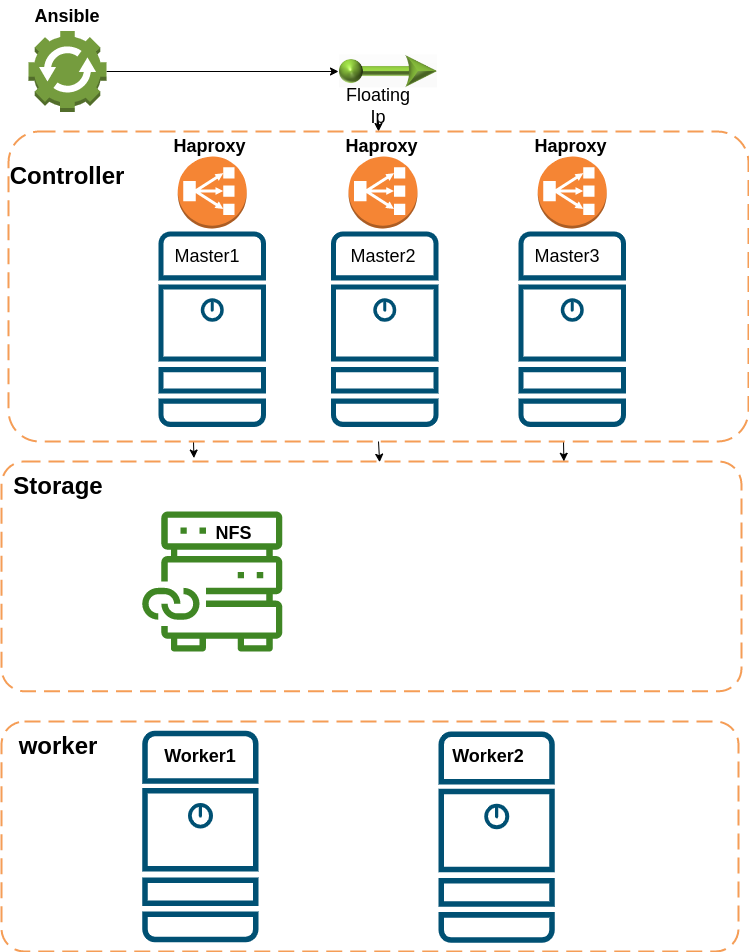 Ansible
Floating
Ip
Haproxy
Haproxy
Haproxy
Controller
Master1
Master2
Master3
Storage
NFS
worker
Worker1
Worker2